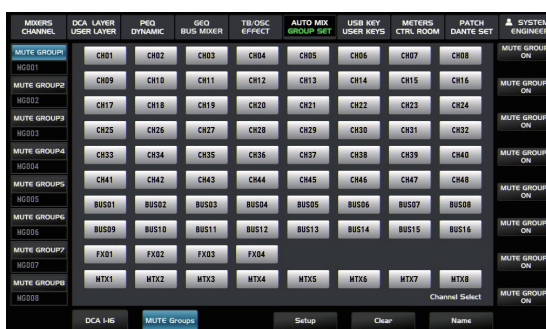 MIXERS DCA LAYER PEQ GEQ TB/OSC AUTO MIX USB KEY METERS PATCH SYSTEM
CHANNEL USER LAYER DYNAMIC BUS MIXER EFFECT GROUP SET USER KEYS CTRL ROOM DANTE SET ENGINEER
MUTE GROUP1 CH01 CH02 CH03 CH04 CH05 CH06 CH07 CH08 MUTE GROUP1 ON
MG001
MUTE GROUP2 CH09 CH10 CH11 CH12 CH13 CH14 CH15 CH16 MUTE GROUP ON
MG002 CH17 CH18 CH19 CH20 CH21 CH22 CH23 CH24
MUTE GROUP3 MUTE GROUP ON
MG003 CH25 CH26 CH27 CH28 CH29 CH30 CH31 CH32
MUTE GROUP4 CH33 CH34 CH35 CH36 CH37 CH38 CH39 CH40 MUTE GROUP ON
MG004
MUTE GROUP5 CH41 CH42 CH43 CH44 CH45 CH46 CH47 CH48 MUTE GROUP ON
MG005 BUS01 BUS02 BUS03 BUS04 BUS05 BUS06 BUS07 BUS08
MUTE GROUP6 MUTE GROUP ON
MG006 BUS09 BUS10 BUS11 BUS12 BUS13 BUS14 BUS15 BUS16
MUTE GROUP7 FX01 FX02 FX03 FX04 MUTE GROUP ON
MG007
MUTE GROUP8 MTX1 MTX2 MTX3 MTX4 MTX5 MTX6 MTX7 MTX8 MUTE GROUP ON
MG008 Channel Select
DCA 1-16 MUTE Groups Setup Clear Name